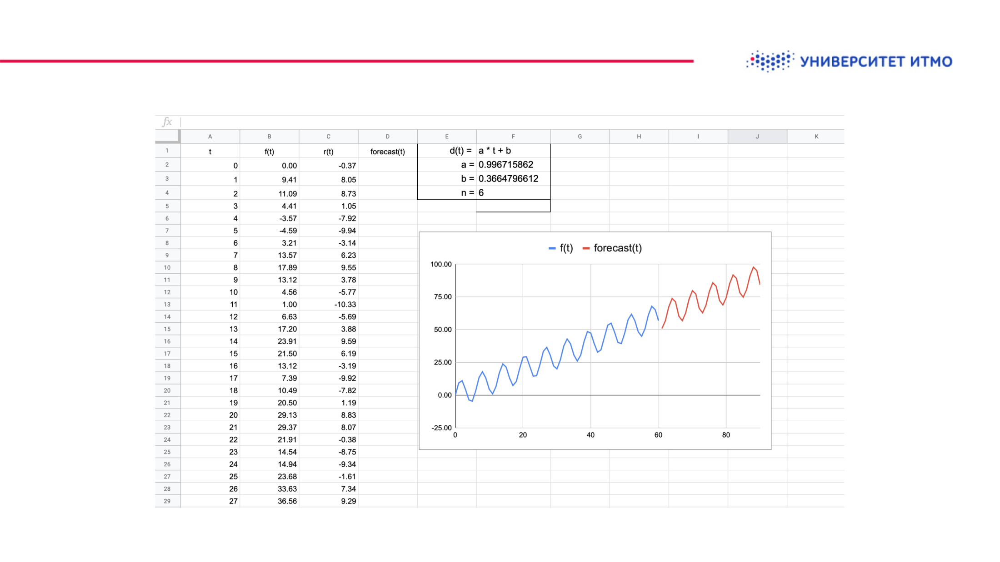 УНИВЕРСИТЕТ ИТМО
fx
A B C D E F G H I J K
1 t f(t) r(t) forecast(t) d(t) = a * t + b
2 0 0.00 -0.37 a = 0.996715862
3 1 9.41 8.05 b = 0.3664796612
4 2 11.09 8.73 n = 6
5 3 4.41 1.05
6 4 -3.57 -7.92
7 5 -4.59 -9.94
8 6 3.21 -3.14
9 7 13.57 6.23
10 8 17.89 9.55
11 9 13.12 3.78
12 10 4.56 -5.77
13 11 1.00 -10.33
14 12 6.63 -5.69
15 13 17.20 3.88
16 14 23.91 9.59
17 15 21.50 6.19
18 16 13.12 -3.19
19 17 7.39 -9.92
20 18 10.49 -7.82
21 19 20.50 1.19
22 20 29.13 8.83
23 21 29.37 8.07
24 22 21.91 -0.38
25 23 14.54 -8.75
26 24 14.94 -9.34
27 25 23.68 -1.61
28 26 33.63 7.34
29 27 36.56 9.29
f(t) forecast(t)
100.00
75.00
50.00
25.00
0.00
-25.00
0 20 40 60 80